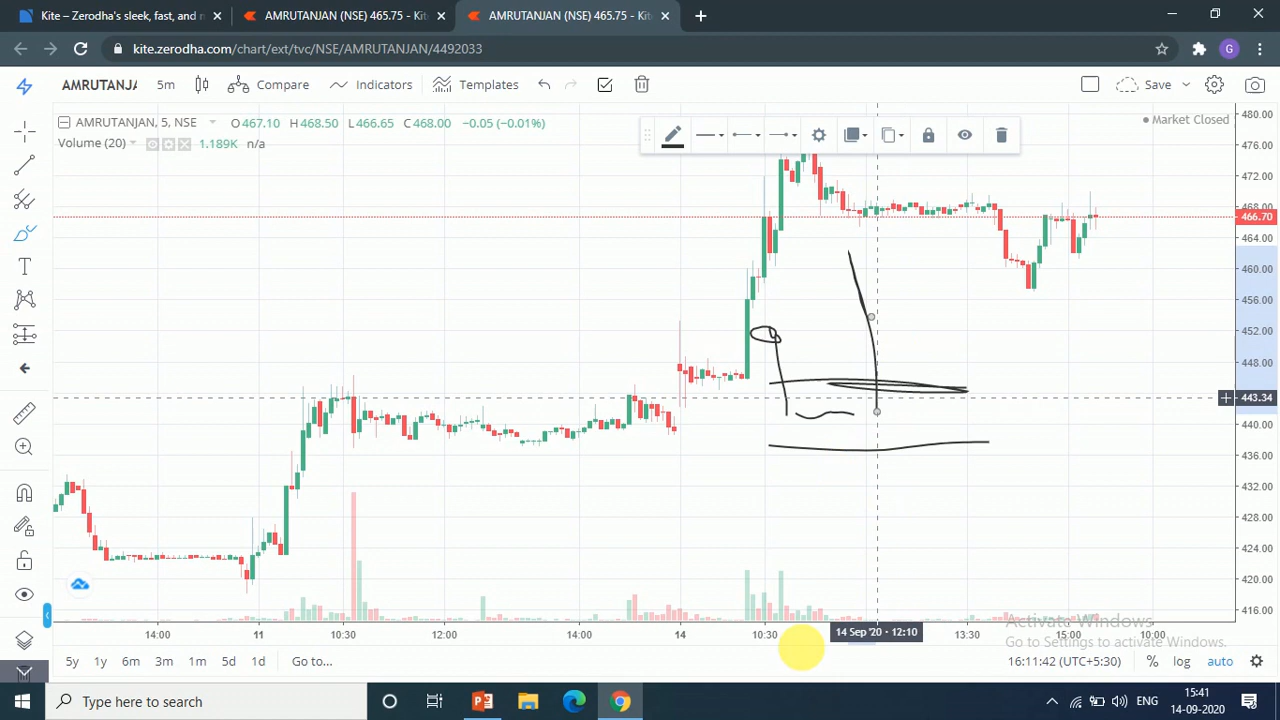 Kite – Zerodha's sleek, fast, and r
AMRUTANJAN (NSE) 465.75 - Kite
AMRUTANJAN (NSE) 465.75 - Kite
kite.zerodha.com/chart/ext/tvc/NSE/AMRUTANJAN/4492033
G
AMRUTANJA 5m Compare Indicators Templates Save
AMRUTANJAN, 5, NSE O467.10 H468.50 L466.65 C468.00 −0.05 (−0.01%)
Market Closed
Volume (20) 1.189K n/a
480.00
476.00
472.00
468.00
466.70
464.00
460.00
456.00
452.00
448.00
443.34
440.00
436.00
432.00
428.00
424.00
420.00
416.00
14:00 11 10:30 12:00 14:00 14 10:30 14 Sep '20 • 12:10 13:30 15:00 10:00
Activate Windows
Go to Settings to activate Windows.
5y 1y 6m 3m 1m 5d 1d Go to... 16:11:42 (UTC+5:30) % log auto
Type here to search
ENG
15:41
14-09-2020